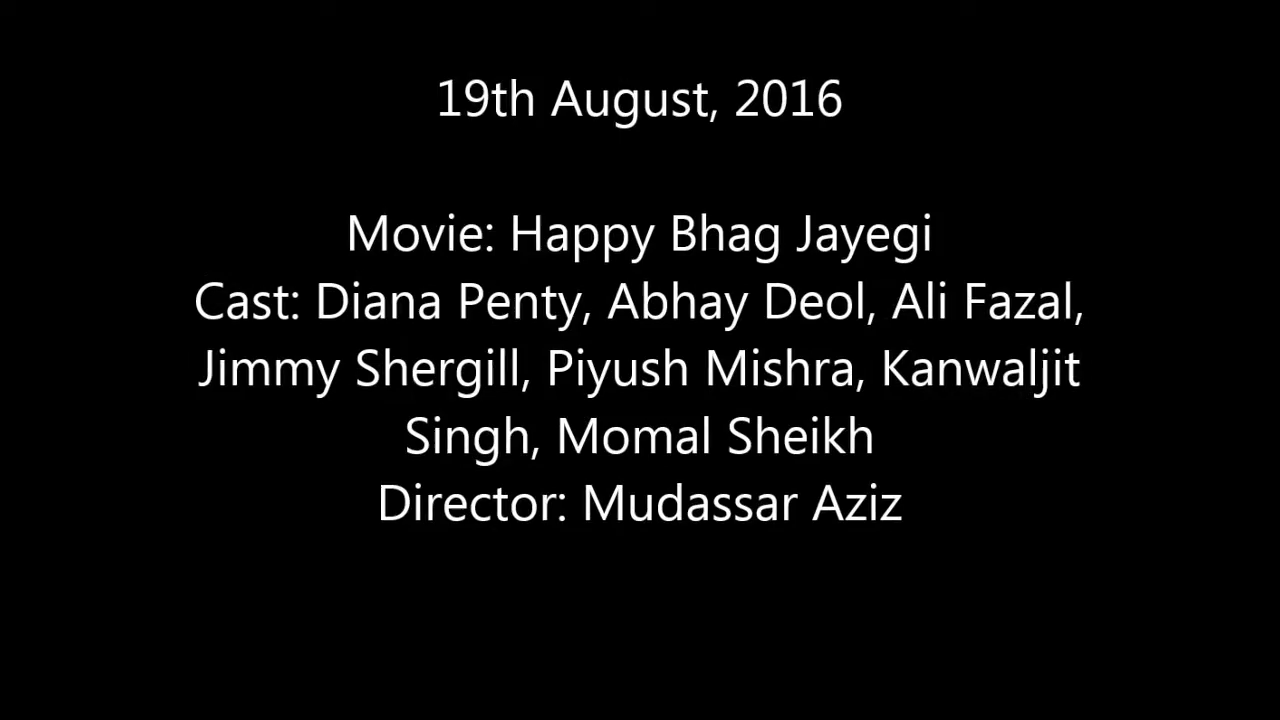 19th August, 2016
Movie: Happy Bhag Jayegi
Cast: Diana Penty, Abhay Deol, Ali Fazal,
Jimmy Shergill, Piyush Mishra, Kanwaljit
Singh, Momal Sheikh
Director: Mudassar Aziz